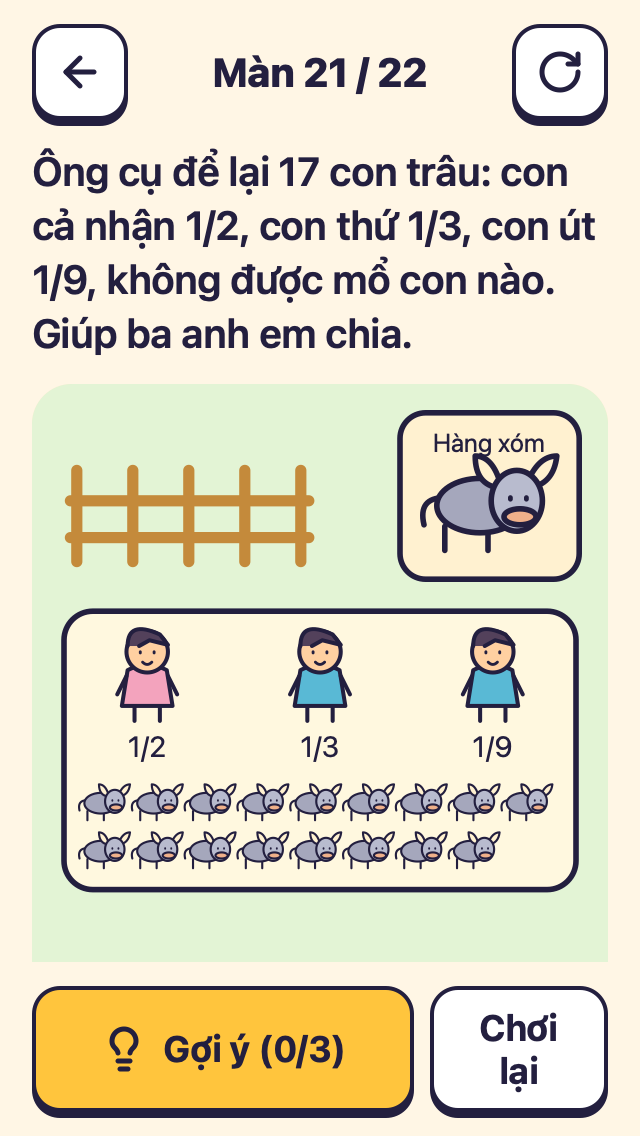 Màn 21 / 22
Ông cụ để lại 17 con trâu: con
cả nhận 1/2, con thứ 1/3, con út
1/9, không được mổ con nào.
Giúp ba anh em chia.
Hàng xóm
1/2
1/3
1/9
Gợi ý (0/3)
Chơi
lại